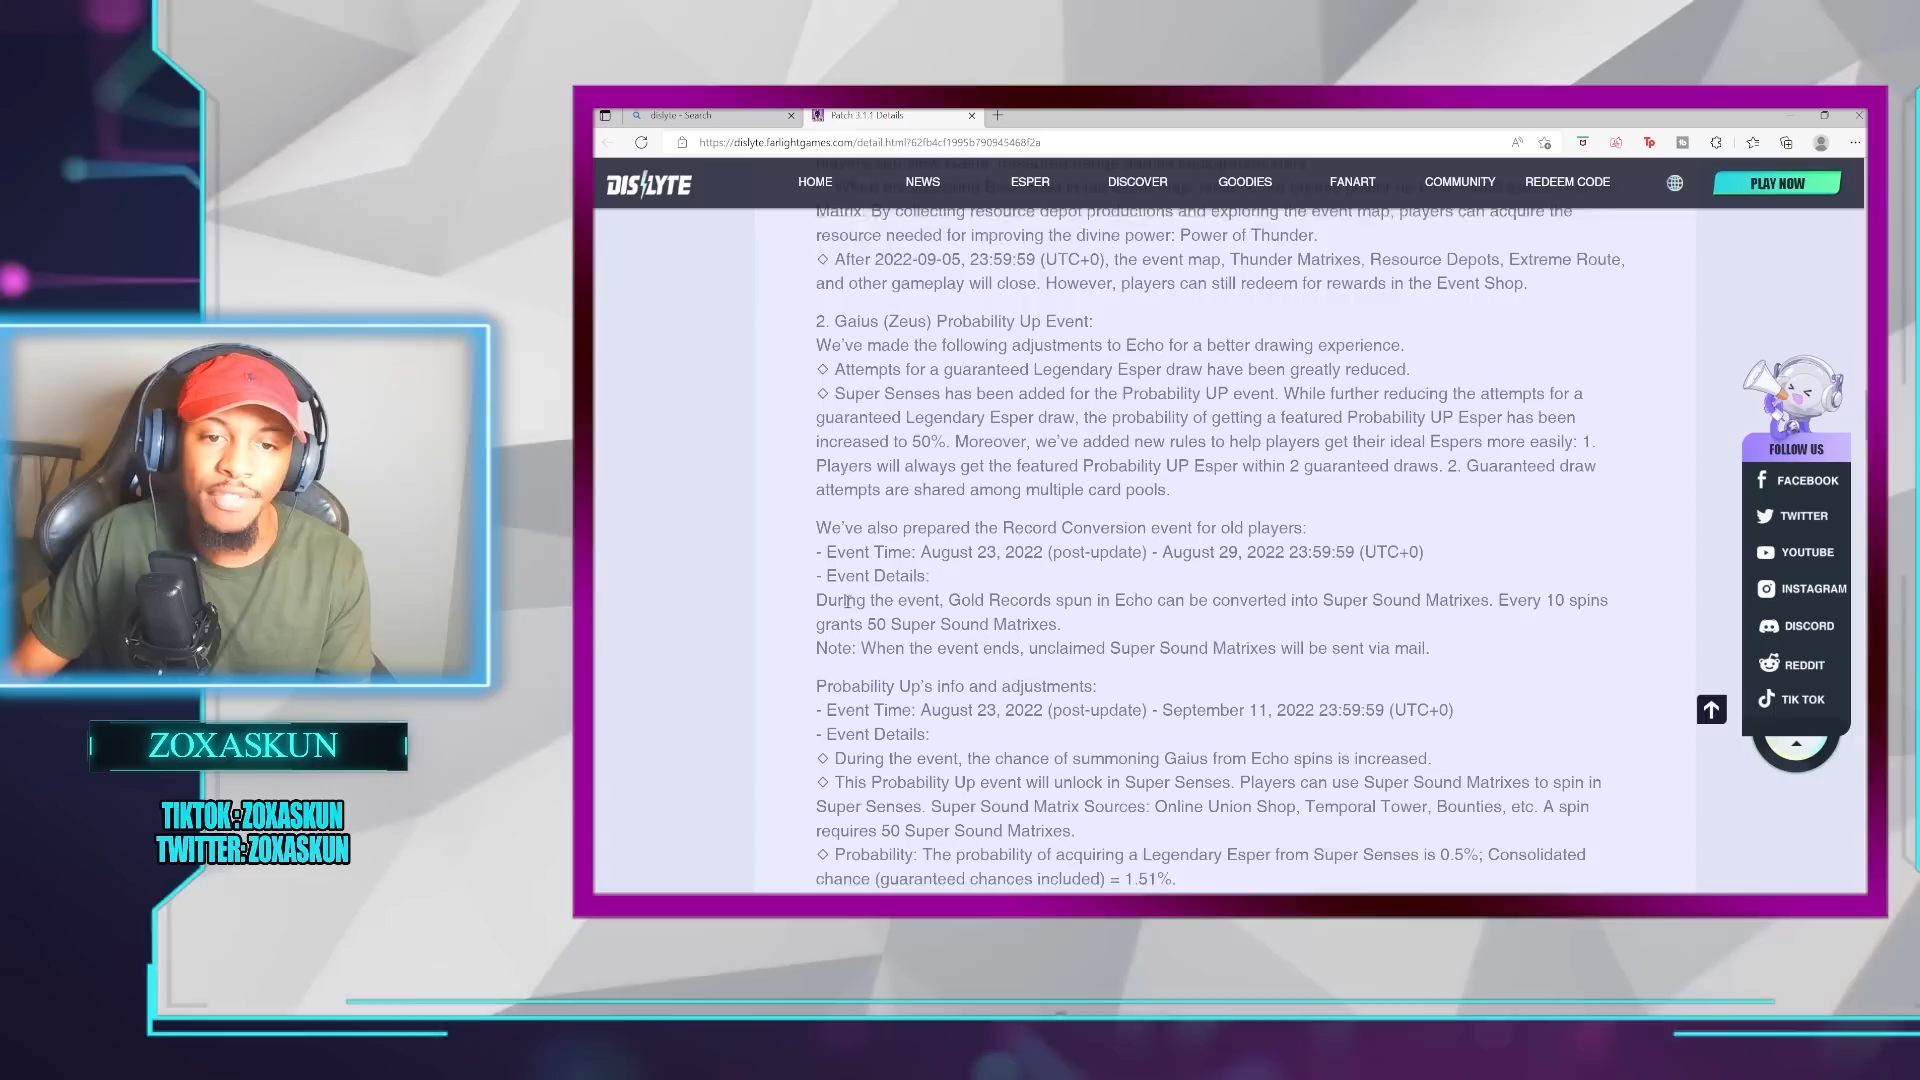 dislyte - Search
Patch 3.1.1 Details
https://dislyte.farlightgames.com/detail.html?62fb4cf1995b790945468f2a
DISLYTE
HOME
NEWS
ESPER
DISCOVER
GOODIES
FANART
COMMUNITY
REDEEM CODE
PLAY NOW
Matrix. By collecting resource depot productions and exploring the event map, players can acquire the
resource needed for improving the divine power: Power of Thunder.
◇ After 2022-09-05, 23:59:59 (UTC+0), the event map, Thunder Matrixes, Resource Depots, Extreme Route,
and other gameplay will close. However, players can still redeem for rewards in the Event Shop.
2. Gaius (Zeus) Probability Up Event:
We've made the following adjustments to Echo for a better drawing experience.
◇ Attempts for a guaranteed Legendary Esper draw have been greatly reduced.
◇ Super Senses has been added for the Probability UP event. While further reducing the attempts for a
guaranteed Legendary Esper draw, the probability of getting a featured Probability UP Esper has been
increased to 50%. Moreover, we've added new rules to help players get their ideal Espers more easily: 1.
Players will always get the featured Probability UP Esper within 2 guaranteed draws. 2. Guaranteed draw
attempts are shared among multiple card pools.
We've also prepared the Record Conversion event for old players:
- Event Time: August 23, 2022 (post-update) - August 29, 2022 23:59:59 (UTC+0)
- Event Details:
During the event, Gold Records spun in Echo can be converted into Super Sound Matrixes. Every 10 spins
grants 50 Super Sound Matrixes.
Note: When the event ends, unclaimed Super Sound Matrixes will be sent via mail.
Probability Up's info and adjustments:
- Event Time: August 23, 2022 (post-update) - September 11, 2022 23:59:59 (UTC+0)
- Event Details:
◇ During the event, the chance of summoning Gaius from Echo spins is increased.
◇ This Probability Up event will unlock in Super Senses. Players can use Super Sound Matrixes to spin in
Super Senses. Super Sound Matrix Sources: Online Union Shop, Temporal Tower, Bounties, etc. A spin
requires 50 Super Sound Matrixes.
◇ Probability: The probability of acquiring a Legendary Esper from Super Senses is 0.5%; Consolidated
chance (guaranteed chances included) = 1.51%.
FOLLOW US
FACEBOOK
TWITTER
YOUTUBE
INSTAGRAM
DISCORD
REDDIT
TIK TOK
ZOXASKUN
TIKTOK: ZOXASKUN
TWITTER: ZOXASKUN